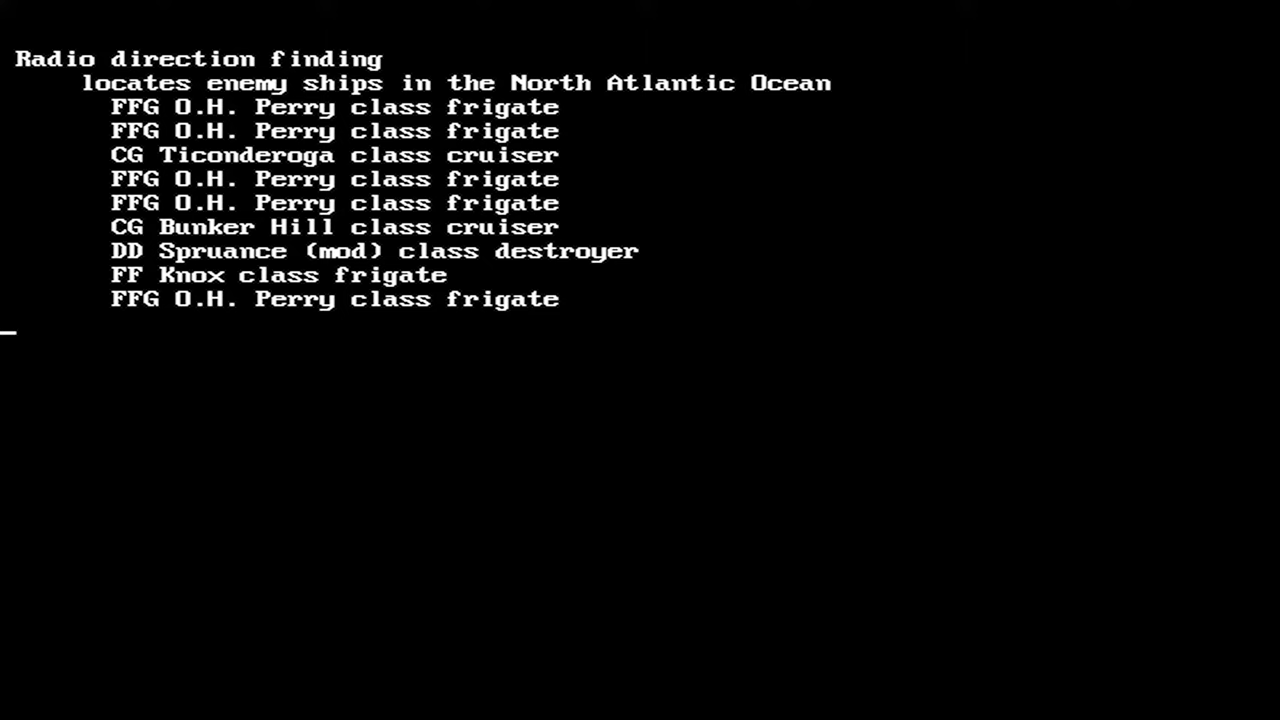 Radio direction finding
locates enemy ships in the North Atlantic Ocean
FFG O.H. Perry class frigate
FFG O.H. Perry class frigate
CG Ticonderoga class cruiser
FFG O.H. Perry class frigate
FFG O.H. Perry class frigate
CG Bunker Hill class cruiser
DD Spruance (mod) class destroyer
FF Knox class frigate
FFG O.H. Perry class frigate